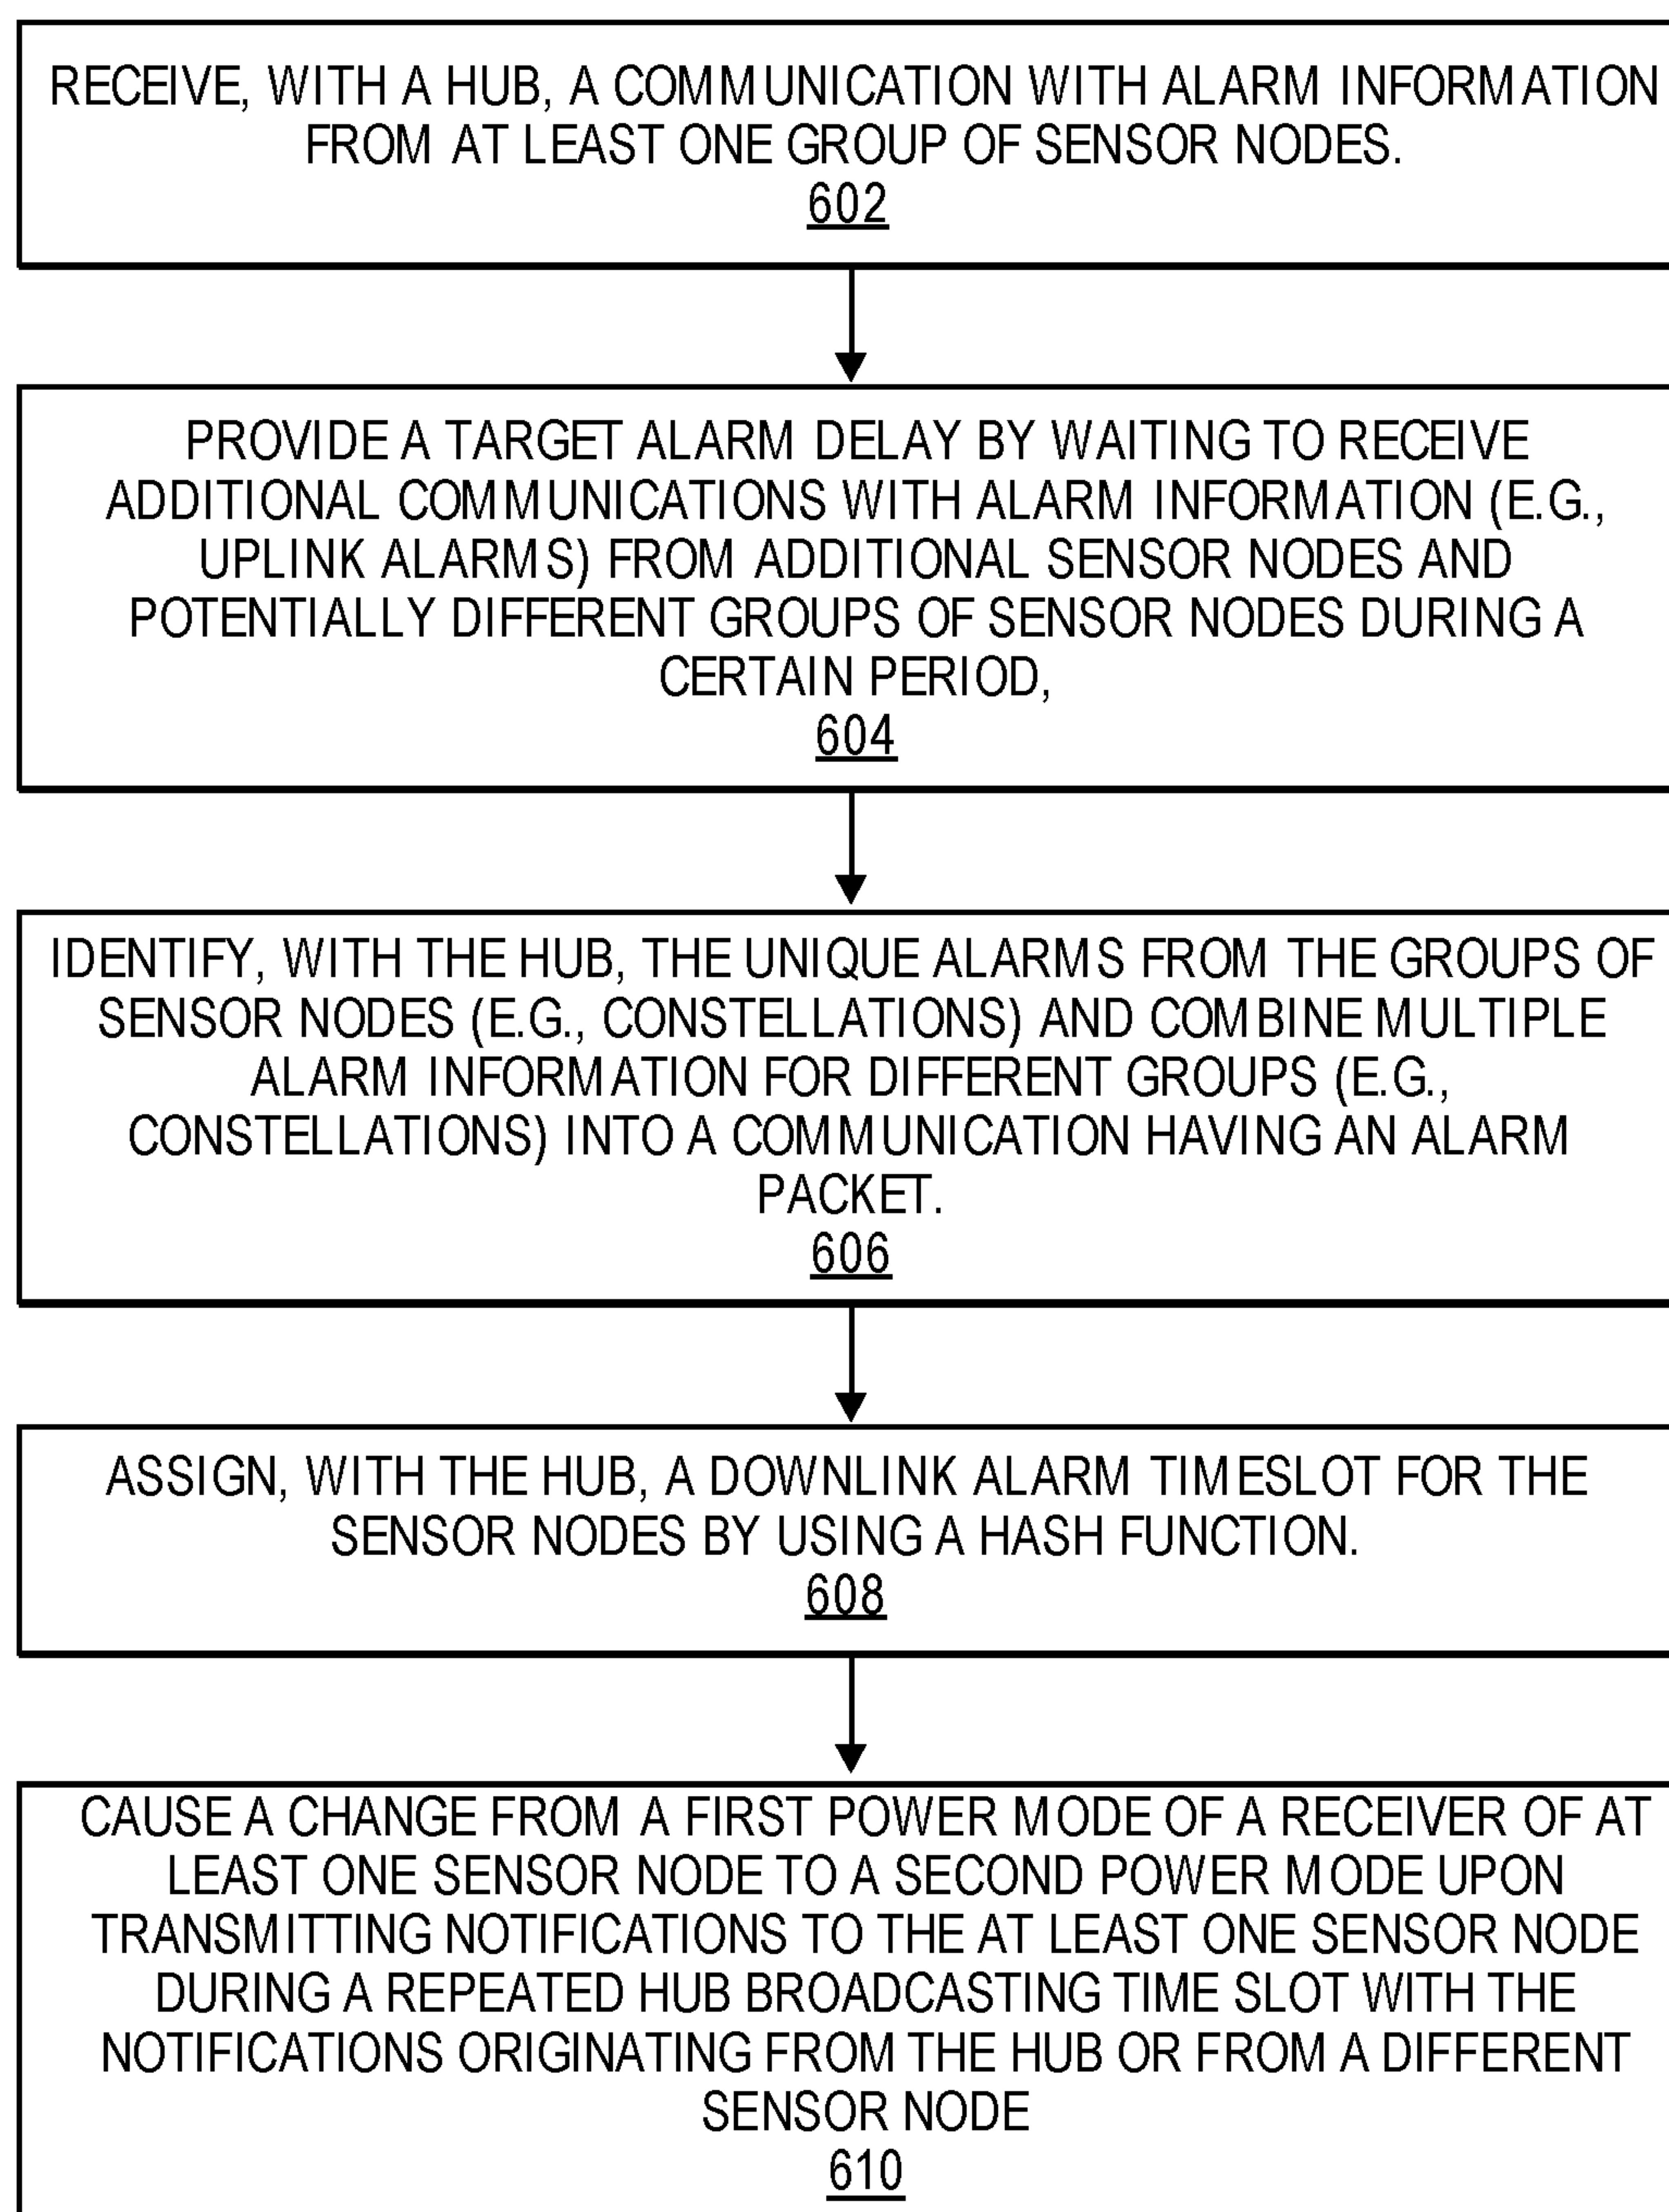 RECEIVE, WITH A HUB, A COMMUNICATION WITH ALARM INFORMATION
FROM AT LEAST ONE GROUP OF SENSOR NODES.
602
PROVIDE A TARGET ALARM DELAY BY WAITING TO RECEIVE
ADDITIONAL COMMUNICATIONS WITH ALARM INFORMATION (E.G.,
UPLINK ALARMS) FROM ADDITIONAL SENSOR NODES AND
POTENTIALLY DIFFERENT GROUPS OF SENSOR NODES DURING A
CERTAIN PERIOD,
604
IDENTIFY, WITH THE HUB, THE UNIQUE ALARMS FROM THE GROUPS OF
SENSOR NODES (E.G., CONSTELLATIONS) AND COMBINE MULTIPLE
ALARM INFORMATION FOR DIFFERENT GROUPS (E.G.,
CONSTELLATIONS) INTO A COMMUNICATION HAVING AN ALARM
PACKET.
606
ASSIGN, WITH THE HUB, A DOWNLINK ALARM TIMESLOT FOR THE
SENSOR NODES BY USING A HASH FUNCTION.
608
CAUSE A CHANGE FROM A FIRST POWER MODE OF A RECEIVER OF AT
LEAST ONE SENSOR NODE TO A SECOND POWER MODE UPON
TRANSMITTING NOTIFICATIONS TO THE AT LEAST ONE SENSOR NODE
DURING A REPEATED HUB BROADCASTING TIME SLOT WITH THE
NOTIFICATIONS ORIGINATING FROM THE HUB OR FROM A DIFFERENT
SENSOR NODE
610